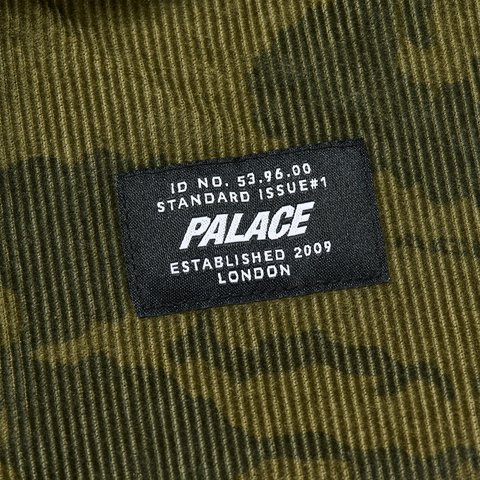 ID NO. 53.96.00
STANDARD ISSUE#1
PALACE
ESTABLISHED 2009
LONDON